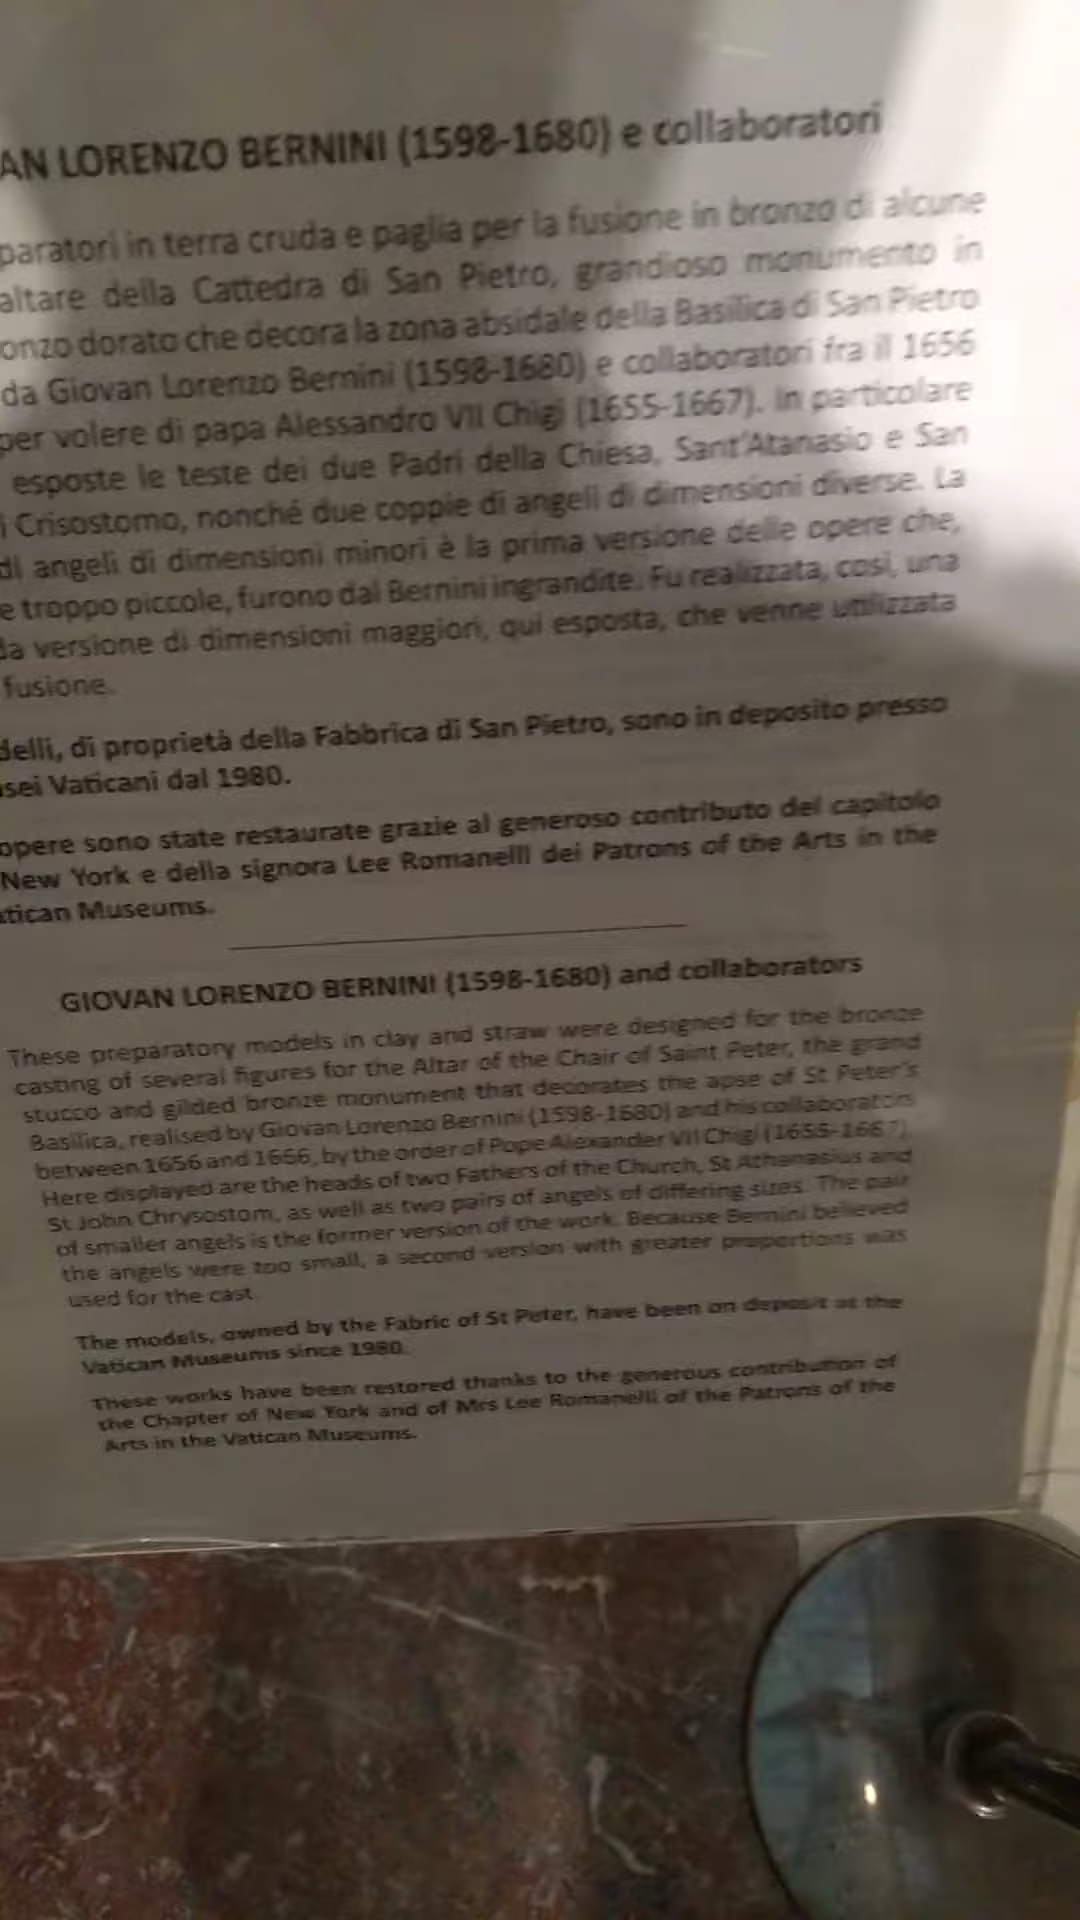 AN LORENZO BERNINI (1598-1680) e collaboratori
paratori in terra cruda e paglia per la fusione in bronzo di alcune
altare della Cattedra di San Pietro, grandioso monumento in
onzo dorato che decora la zona absidale della Basilica di San Pietro
da Giovan Lorenzo Bernini (1598-1680) e collaboratori fra il 1656
per volere di papa Alessandro VII Chigi (1655-1667). In particolare
esposte le teste dei due Padri della Chiesa, Sant'Atanasio e San
i Crisostomo, nonché due coppie di angeli di dimensioni diverse. La
di angeli di dimensioni minori è la prima versione delle opere che,
e troppo piccole, furono dal Bernini ingrandite. Fu realizzata, così, una
da versione di dimensioni maggiori, qui esposta, che venne utilizzata
fusione.
delli, di proprietà della Fabbrica di San Pietro, sono in deposito presso
sei Vaticani dal 1980.
opere sono state restaurate grazie al generoso contributo del capitolo
New York e della signora Lee Romanelli dei Patrons of the Arts in the
atican Museums.
GIOVAN LORENZO BERNINI (1598-1680) and collaborators
These preparatory models in clay and straw were designed for the bronze
casting of several figures for the Altar of the Chair of Saint Peter, the grand
stucco and gilded bronze monument that decorates the apse of St Peter's
Basilica, realised by Giovan Lorenzo Bernini (1598-1680) and his collaborators
between 1656 and 1666, by the order of Pope Alexander VII Chigi (1655-1667).
Here displayed are the heads of two Fathers of the Church, St Athanasius and
St John Chrysostom, as well as two pairs of angels of differing sizes. The pair
of smaller angels is the former version of the work. Because Bernini believed
the angels were too small, a second version with greater proportions was
used for the cast.
The models, owned by the Fabric of St Peter, have been on deposit at the
Vatican Museums since 1980.
These works have been restored thanks to the generous contribution of
the Chapter of New York and of Mrs Lee Romanelli of the Patrons of the
Arts in the Vatican Museums.